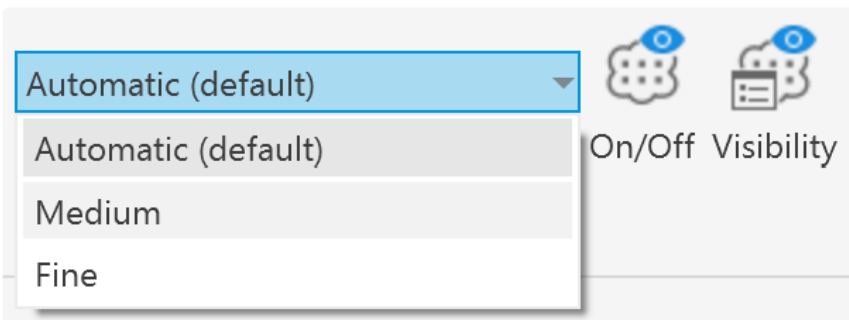 Automatic (default)
On/Off Visibility
Automatic (default)
Medium
Fine